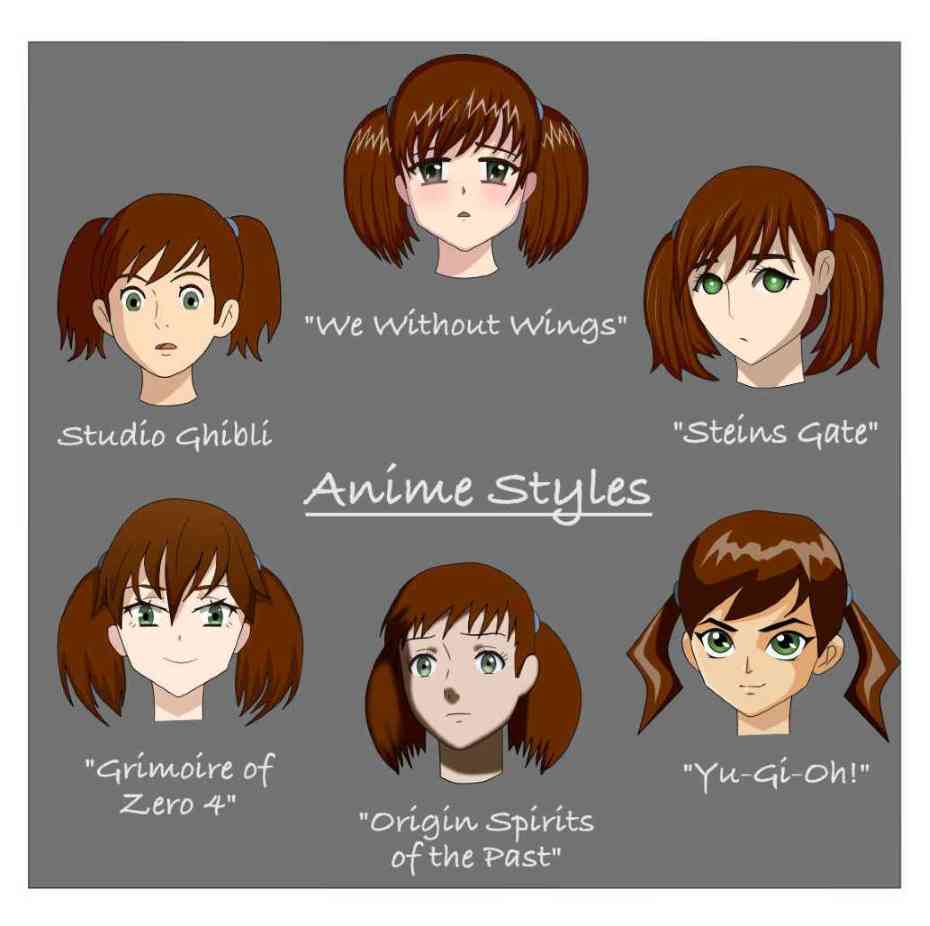 "We Without Wings"
Studio Ghibli
"Steins Gate"
Anime Styles
"Grimoire of
Zero 4"
"Origin Spirits
of the Past"
"Yu-Gi-Oh!"